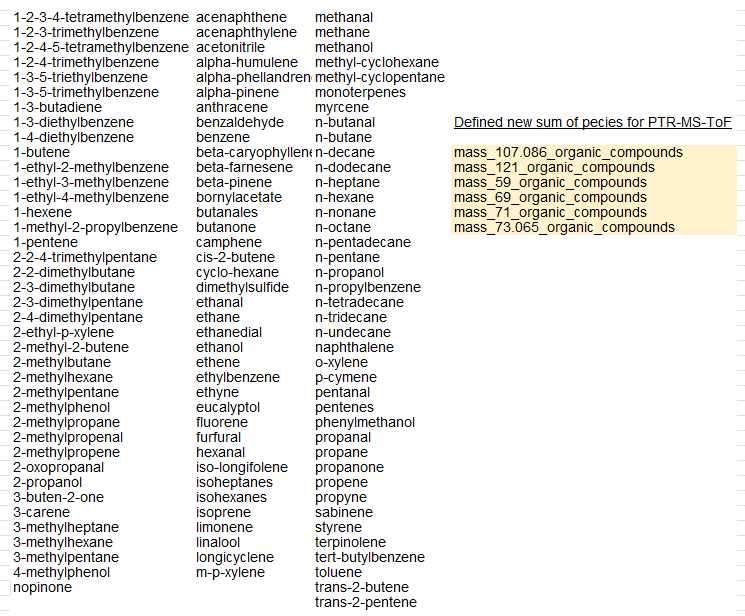 1-2-3-4-tetramethylbenzene
1-2-3-trimethylbenzene
1-2-4-5-tetramethylbenzene
1-2-4-trimethylbenzene
1-3-5-triethylbenzene
1-3-5-trimethylbenzene
1-3-butadiene
1-3-diethylbenzene
1-4-diethylbenzene
1-butene
1-ethyl-2-methylbenzene
1-ethyl-3-methylbenzene
1-ethyl-4-methylbenzene
1-hexene
1-methyl-2-propylbenzene
1-pentene
2-2-4-trimethylpentane
2-2-dimethylbutane
2-3-dimethylbutane
2-3-dimethylpentane
2-4-dimethylpentane
2-ethyl-p-xylene
2-methyl-2-butene
2-methylbutane
2-methylhexane
2-methylpentane
2-methylphenol
2-methylpropane
2-methylpropenal
2-methylpropene
2-oxopropanal
2-propanol
3-buten-2-one
3-carene
3-methylheptane
3-methylhexane
3-methylpentane
4-methylphenol
nopinone
acenaphthene
acenaphthylene
acetonitrile
alpha-humulene
alpha-phellandren
alpha-pinene
anthracene
benzaldehyde
benzene
beta-caryophyllene
beta-farnesene
beta-pinene
bornylacetate
butanales
butanone
camphene
cis-2-butene
cyclo-hexane
dimethylsulfide
ethanal
ethane
ethanedial
ethanol
ethene
ethylbenzene
ethyne
eucalyptol
fluorene
furfural
hexanal
iso-longifolene
isoheptanes
isohexanes
isoprene
limonene
linalool
longicyclene
m-p-xylene
methanal
methane
methanol
methyl-cyclohexane
methyl-cyclopentane
monoterpenes
myrcene
n-butanal
n-butane
n-decane
n-dodecane
n-heptane
n-hexane
n-nonane
n-octane
n-pentadecane
n-pentane
n-propanol
n-propylbenzene
n-tetradecane
n-tridecane
n-undecane
naphthalene
o-xylene
p-cymene
pentanal
pentenes
phenylmethanol
propanal
propane
propanone
propene
propyne
sabinene
styrene
terpinolene
tert-butylbenzene
toluene
trans-2-butene
trans-2-pentene
Defined new sum of pecies for PTR-MS-ToF
mass_107.086_organic_compounds
mass_121_organic_compounds
mass_59_organic_compounds
mass_69_organic_compounds
mass_71_organic_compounds
mass_73.065_organic_compounds